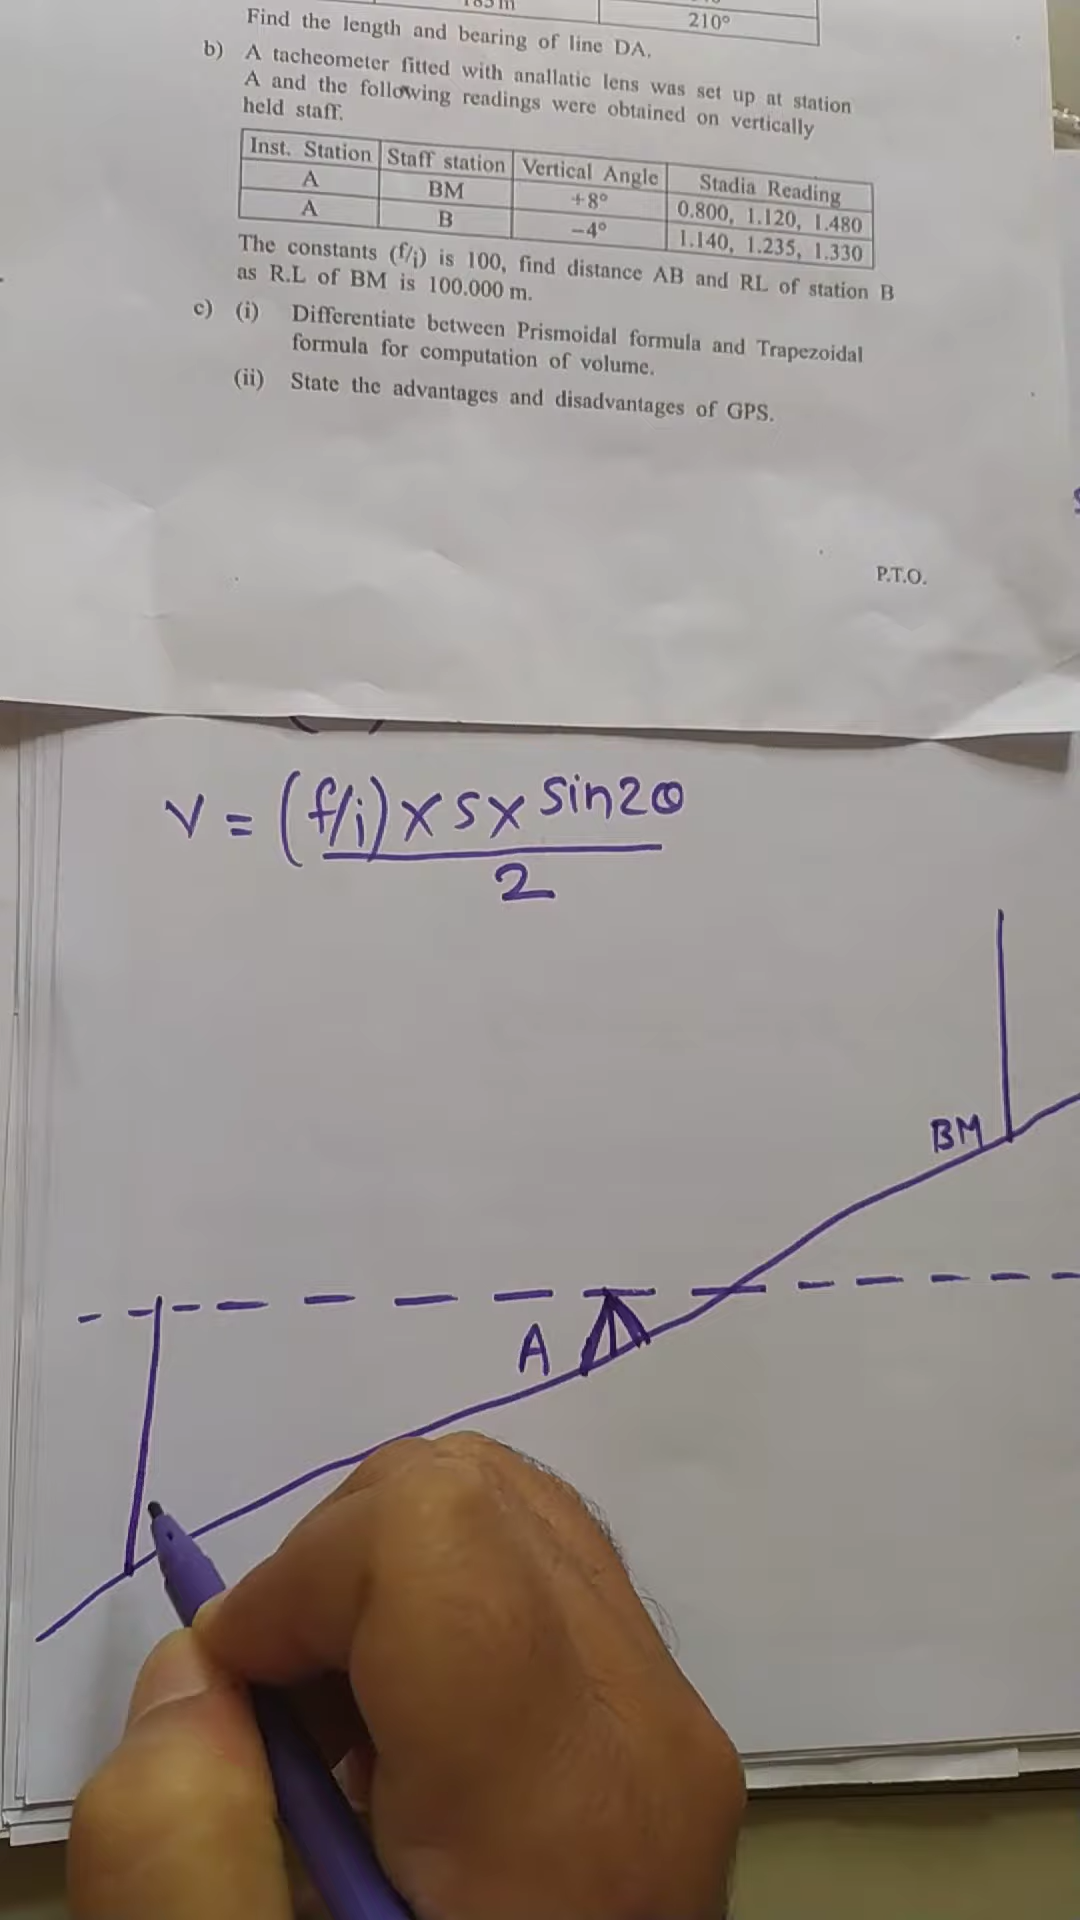 185 m
210°
Find the length and bearing of line DA.
b) A tacheometer fitted with anallatic lens was set up at station
A and the following readings were obtained on vertically
held staff.
Inst. Station Staff station Vertical Angle Stadia Reading
A BM +8° 0.800, 1.120, 1.480
A B -4° 1.140, 1.235, 1.330
The constants (f/i) is 100, find distance AB and RL of station B
as R.L of BM is 100.000 m.
c) (i) Differentiate between Prismoidal formula and Trapezoidal
formula for computation of volume.
(ii) State the advantages and disadvantages of GPS.
P.T.O.
V = (f/i) x s x sin2θ
2
BM
A